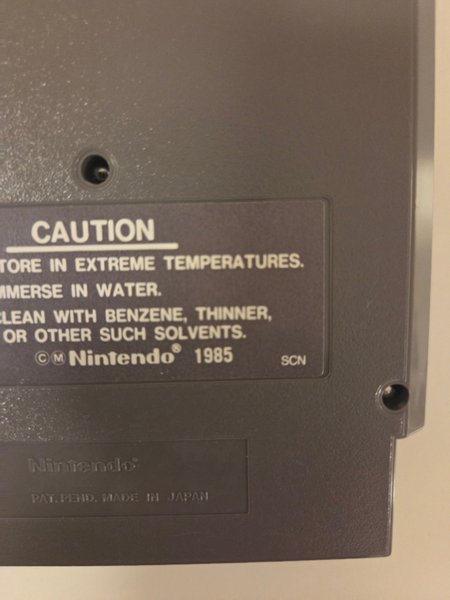 CAUTION
TORE IN EXTREME TEMPERATURES.
MMERSE IN WATER.
CLEAN WITH BENZENE, THINNER,
OR OTHER SUCH SOLVENTS.
©Ⓜ Nintendo® 1985 SCN
Nintendo®
PAT. PEND. MADE IN JAPAN